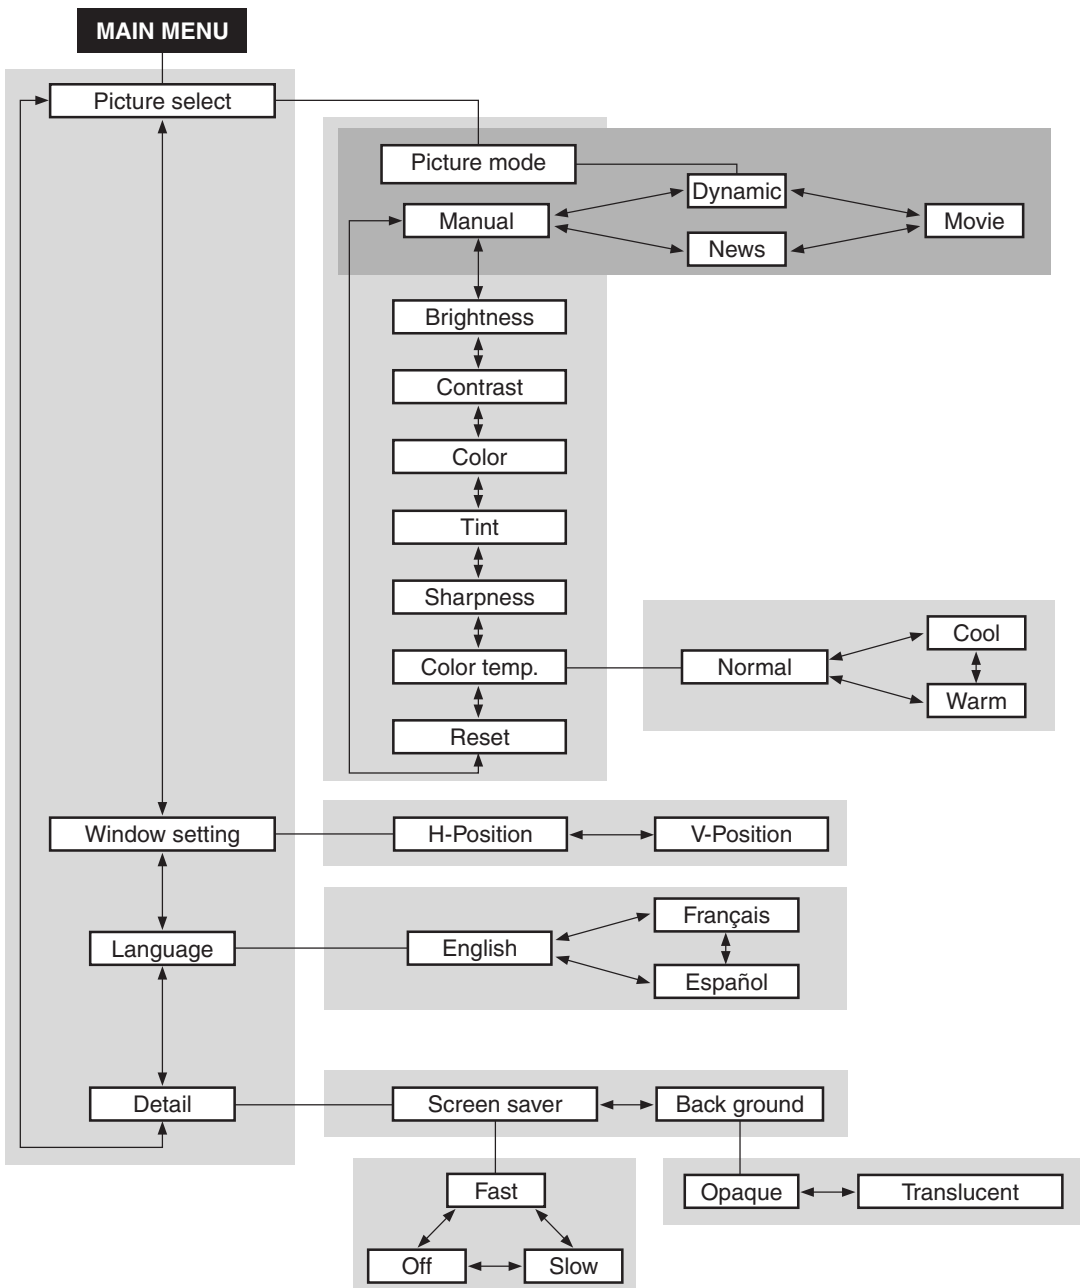 MAIN MENU
Picture select
Picture mode
Dynamic
Manual
Movie
News
Brightness
Contrast
Color
Tint
Sharpness
Cool
Color temp.
Normal
Warm
Reset
Window setting
H-Position
V-Position
Français
Language
English
Español
Detail
Screen saver
Back ground
Fast
Opaque
Translucent
Off
Slow